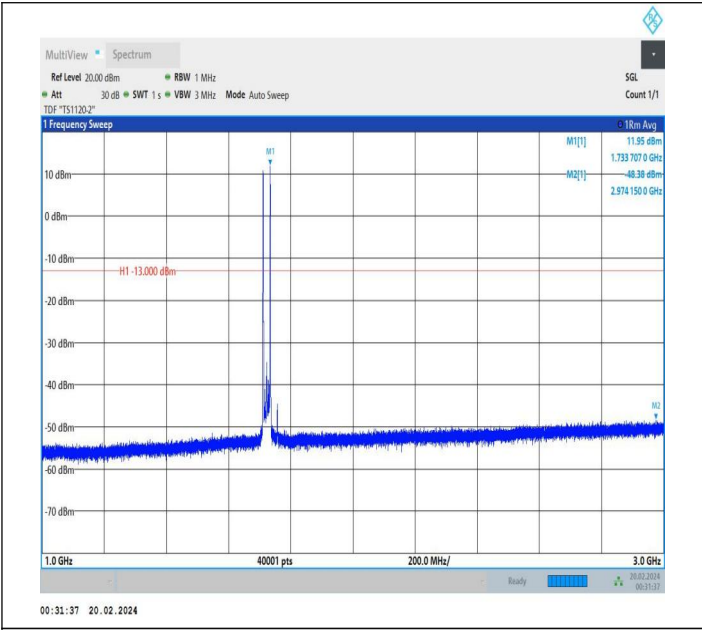 MultiView Spectrum
Ref Level 20.00 dBm RBW 1 MHz SGL
Att 30 dB SWT 1 s VBW 3 MHz Mode Auto Sweep Count 1/1
TDF "TS1120-2"
1 Frequency Sweep 1Rm Avg
M1[1] 11.95 dBm
1.733 707 0 GHz
M2[1] -48.38 dBm
2.974 150 0 GHz
M1
10 dBm
0 dBm
-10 dBm
H1 -13.000 dBm
-20 dBm
-30 dBm
-40 dBm
M2
-50 dBm
-60 dBm
-70 dBm
1.0 GHz 40001 pts 200.0 MHz/ 3.0 GHz
Ready 20.02.2024
00:31:37
00:31:37 20.02.2024